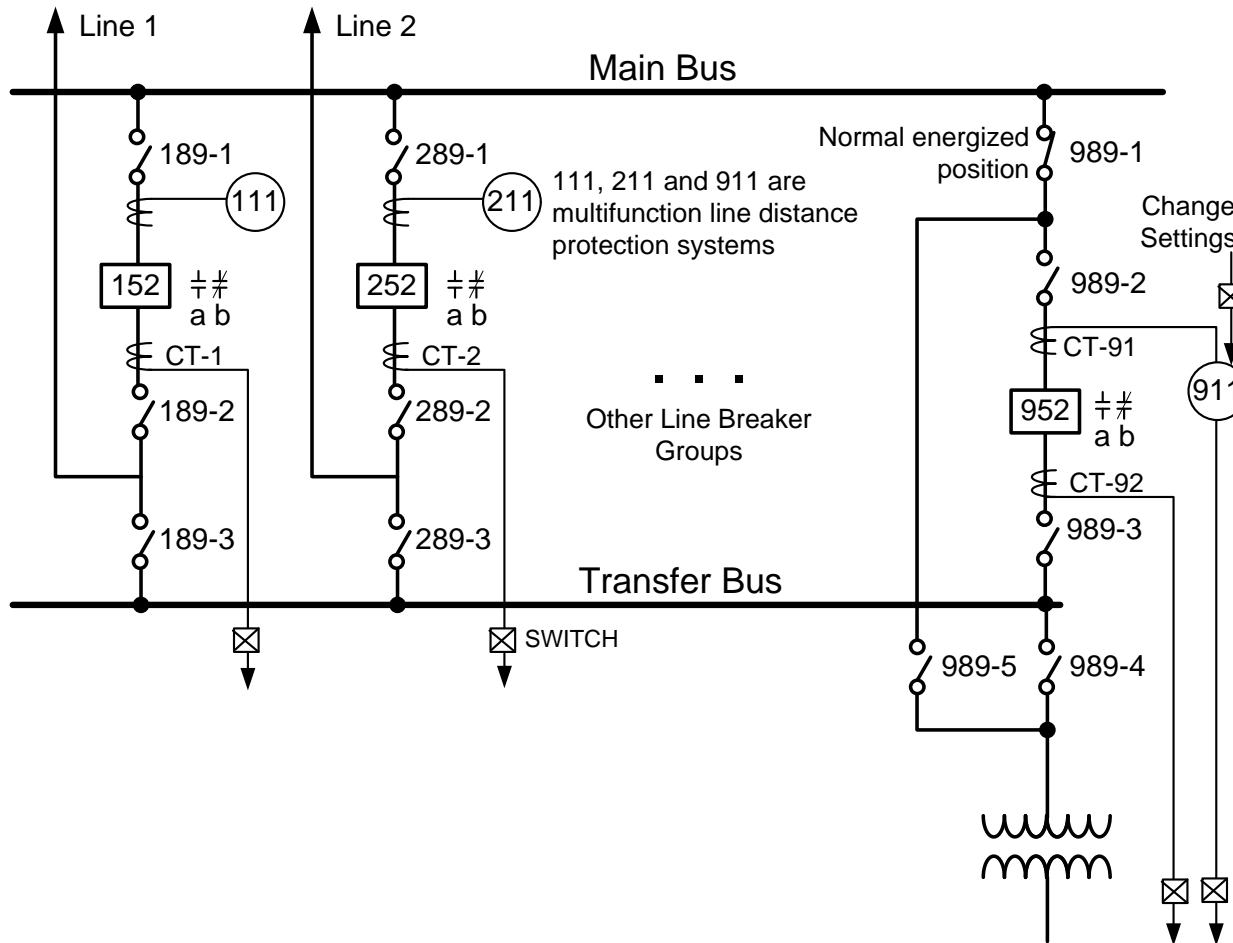 Line 1
Line 2
Main Bus
189-1
289-1
Normal energized
position
989-1
111
211
111, 211 and 911 are
multifunction line distance
protection systems
Change
Settings
152
a b
252
a b
989-2
CT-1
CT-2
CT-91
911
189-2
289-2
Other Line Breaker
Groups
952
a b
CT-92
189-3
289-3
989-3
Transfer Bus
SWITCH
989-5
989-4